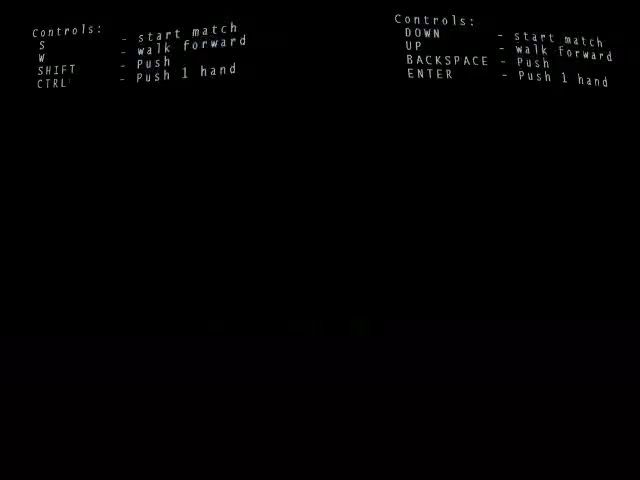 Controls:
S - start match
W - walk forward
SHIFT - Push
CTRL - Push 1 hand
Controls:
DOWN - start match
UP - walk forward
BACKSPACE - Push
ENTER - Push 1 hand